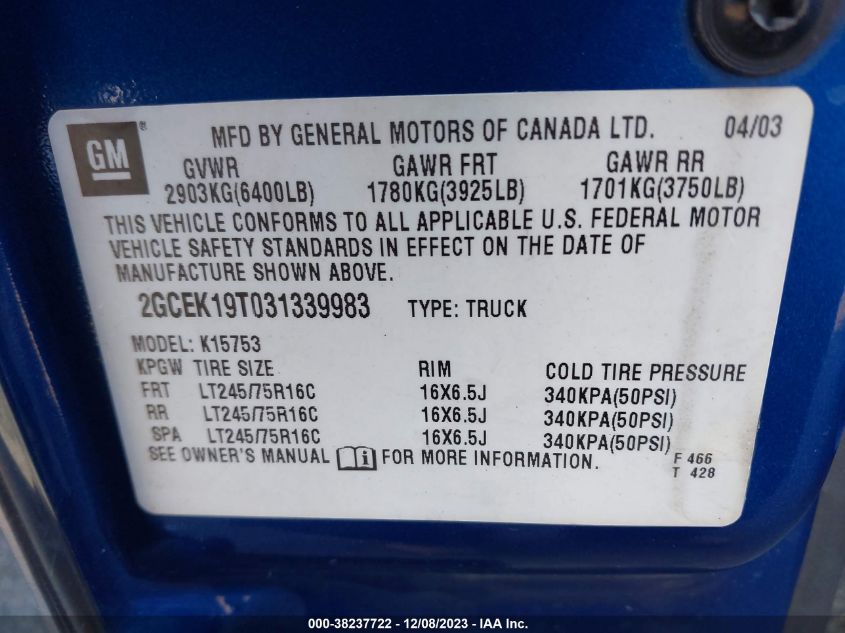 GM ®
MFD BY GENERAL MOTORS OF CANADA LTD. 04/03
GVWR GAWR FRT GAWR RR
2903KG(6400LB) 1780KG(3925LB) 1701KG(3750LB)
THIS VEHICLE CONFORMS TO ALL APPLICABLE U.S. FEDERAL MOTOR
VEHICLE SAFETY STANDARDS IN EFFECT ON THE DATE OF
MANUFACTURE SHOWN ABOVE.
2GCEK19T031339983 TYPE: TRUCK
MODEL: K15753
KPGW TIRE SIZE RIM COLD TIRE PRESSURE
FRT LT245/75R16C 16X6.5J 340KPA(50PSI)
RR LT245/75R16C 16X6.5J 340KPA(50PSI)
SPA LT245/75R16C 16X6.5J 340KPA(50PSI)
SEE OWNER'S MANUAL i FOR MORE INFORMATION. F 466
T 428
000-38237722 - 12/08/2023 - IAA Inc.